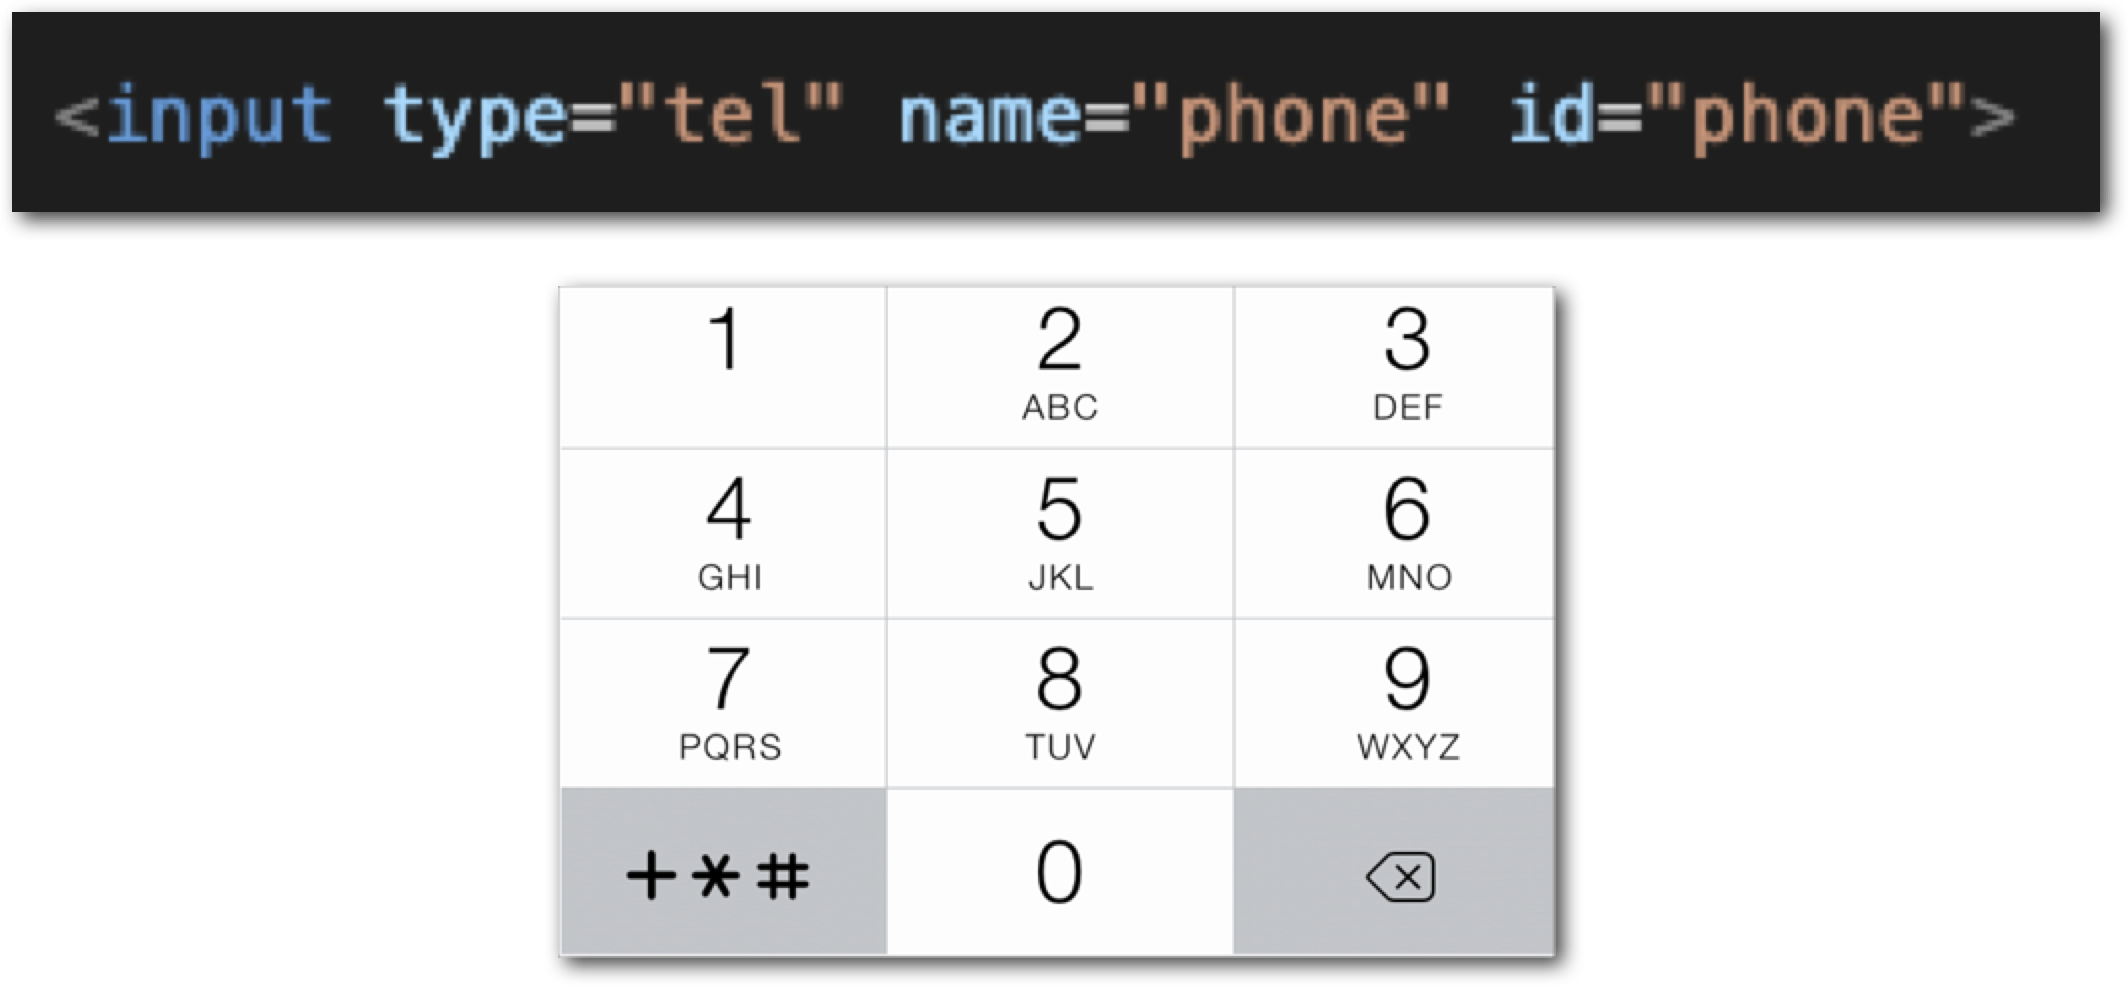 <input type="tel" name="phone" id="phone">
1 2 3
ABC DEF
4 5 6
GHI JKL MNO
7 8 9
PQRS TUV WXYZ
+*# 0